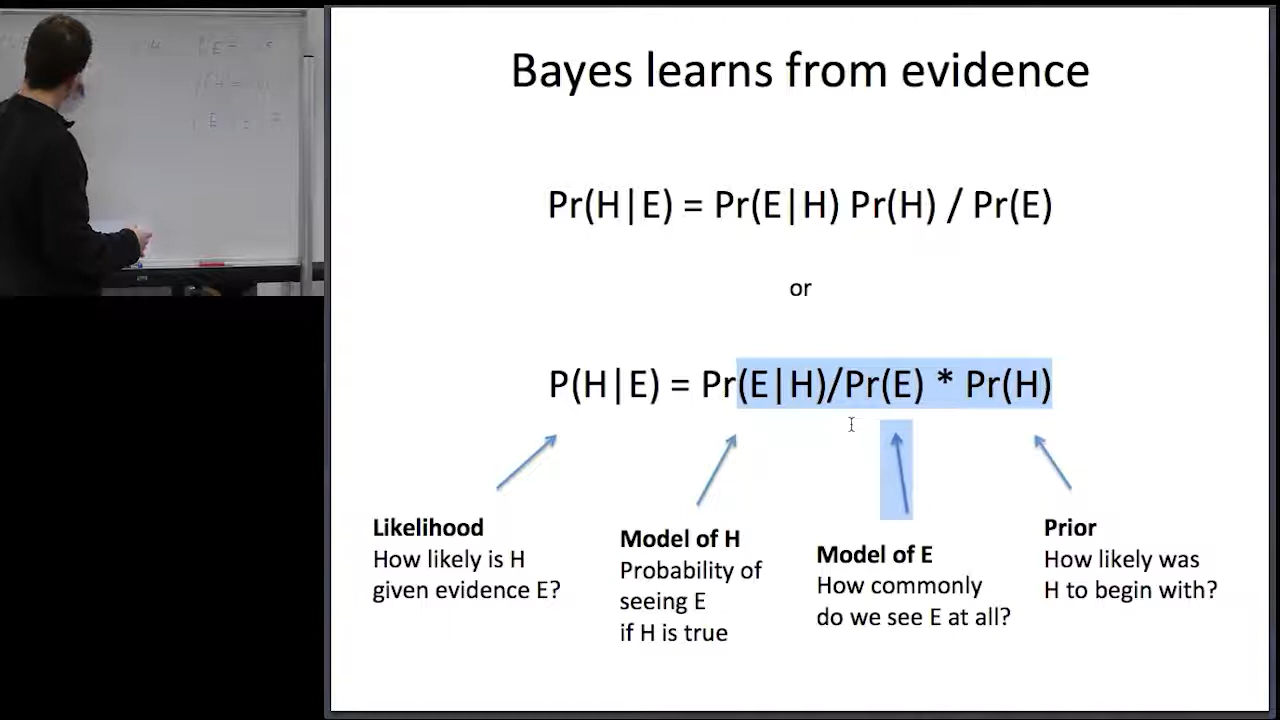 Bayes learns from evidence
Pr(H|E) = Pr(E|H) Pr(H) / Pr(E)
or
P(H|E) = Pr(E|H)/Pr(E) * Pr(H)
Likelihood
How likely is H
given evidence E?
Model of H
Probability of
seeing E
if H is true
Model of E
How commonly
do we see E at all?
Prior
How likely was
H to begin with?